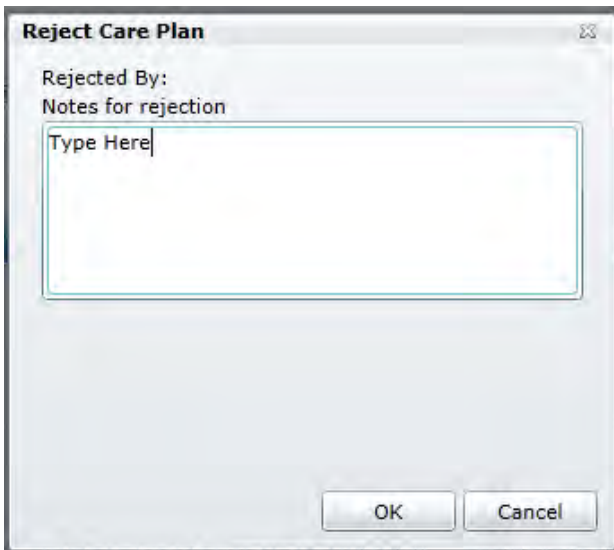 Reject Care Plan
Rejected By:
Notes for rejection
Type Here
OK Cancel